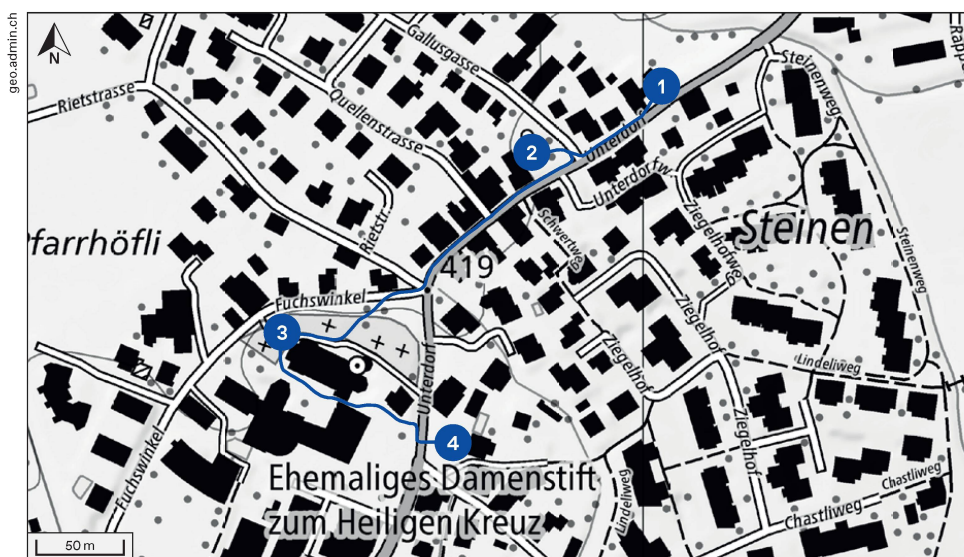 geo.admin.ch
N
Rietstrasse
Gallusgasse
Quellenstrasse
Steinenweg
1
2
Unterdorf
Unterdorfw.
Rietstr.
Schwertweg
Ziegelhofweg
Steinen
Steinenweg
Pfarrhöfli
419
Fuchswinkel
3
Ziegelhof
Ziegelhof
Lindeliweg
Unterdorf
4
Ziegelhof
Fuchswinkel
Ehemaliges Damenstift
zum Heiligen Kreuz
Lindeliweg
Chastliweg
Chastliweg
50 m